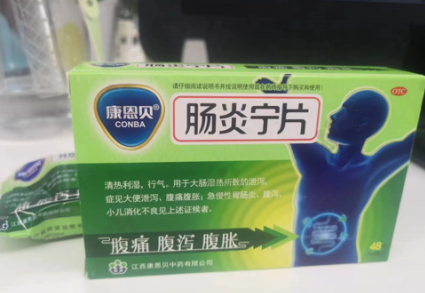 请仔细阅读说明书并按说明使用或在药师指导下购买和使用!
OTC
康恩贝
CONBA
肠炎宁片
清热利湿,行气。用于大肠湿热所致的泄泻,
症见大便泄泻、腹痛腹胀;急慢性胃肠炎、腹泻、
小儿消化不良见上述证候者。
腹痛 腹泻 腹胀
48
江西康恩贝中药有限公司